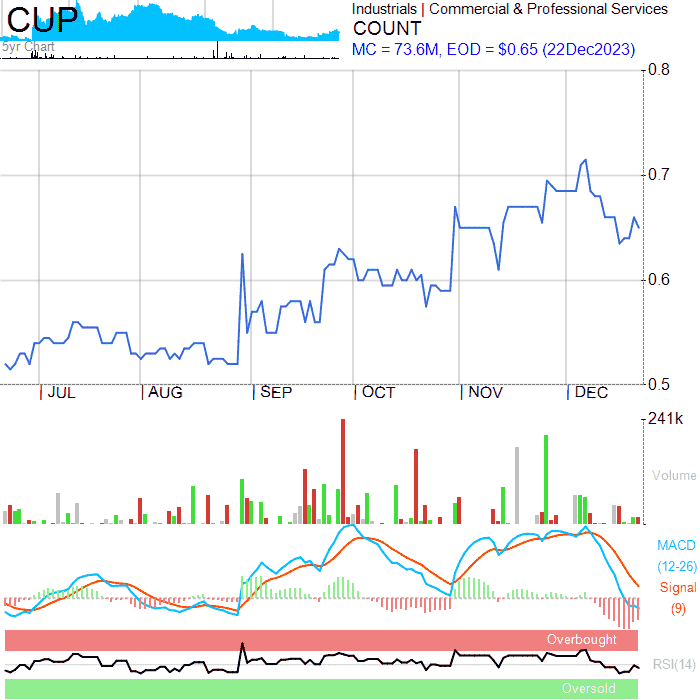 CUP
5yr Chart
Industrials | Commercial & Professional Services
COUNT
MC = 73.6M, EOD = $0.65 (22Dec2023)
0.8
0.7
0.6
0.5
JUL AUG SEP OCT NOV DEC
241k
Volume
MACD
(12-26)
Signal
(9)
Overbought
RSI(14)
Oversold